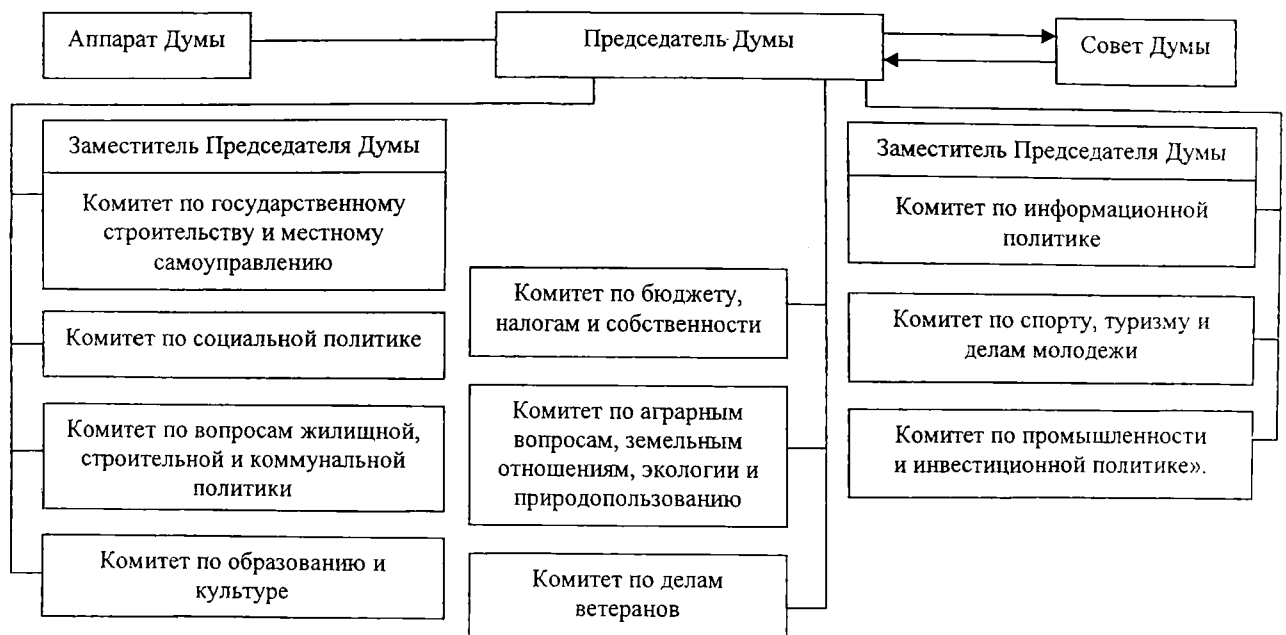 Аппарат Думы
Председатель Думы
Совет Думы
Заместитель Председателя Думы
Комитет по государственному
строительству и местному
самоуправлению
Комитет по социальной политике
Комитет по вопросам жилищной,
строительной и коммунальной
политики
Комитет по образованию и
культуре
Комитет по бюджету,
налогам и собственности
Комитет по аграрным
вопросам, земельным
отношениям, экологии и
природопользованию
Комитет по делам
ветеранов
Заместитель Председателя Думы
Комитет по информационной
политике
Комитет по спорту, туризму и
делам молодежи
Комитет по промышленности
и инвестиционной политике».